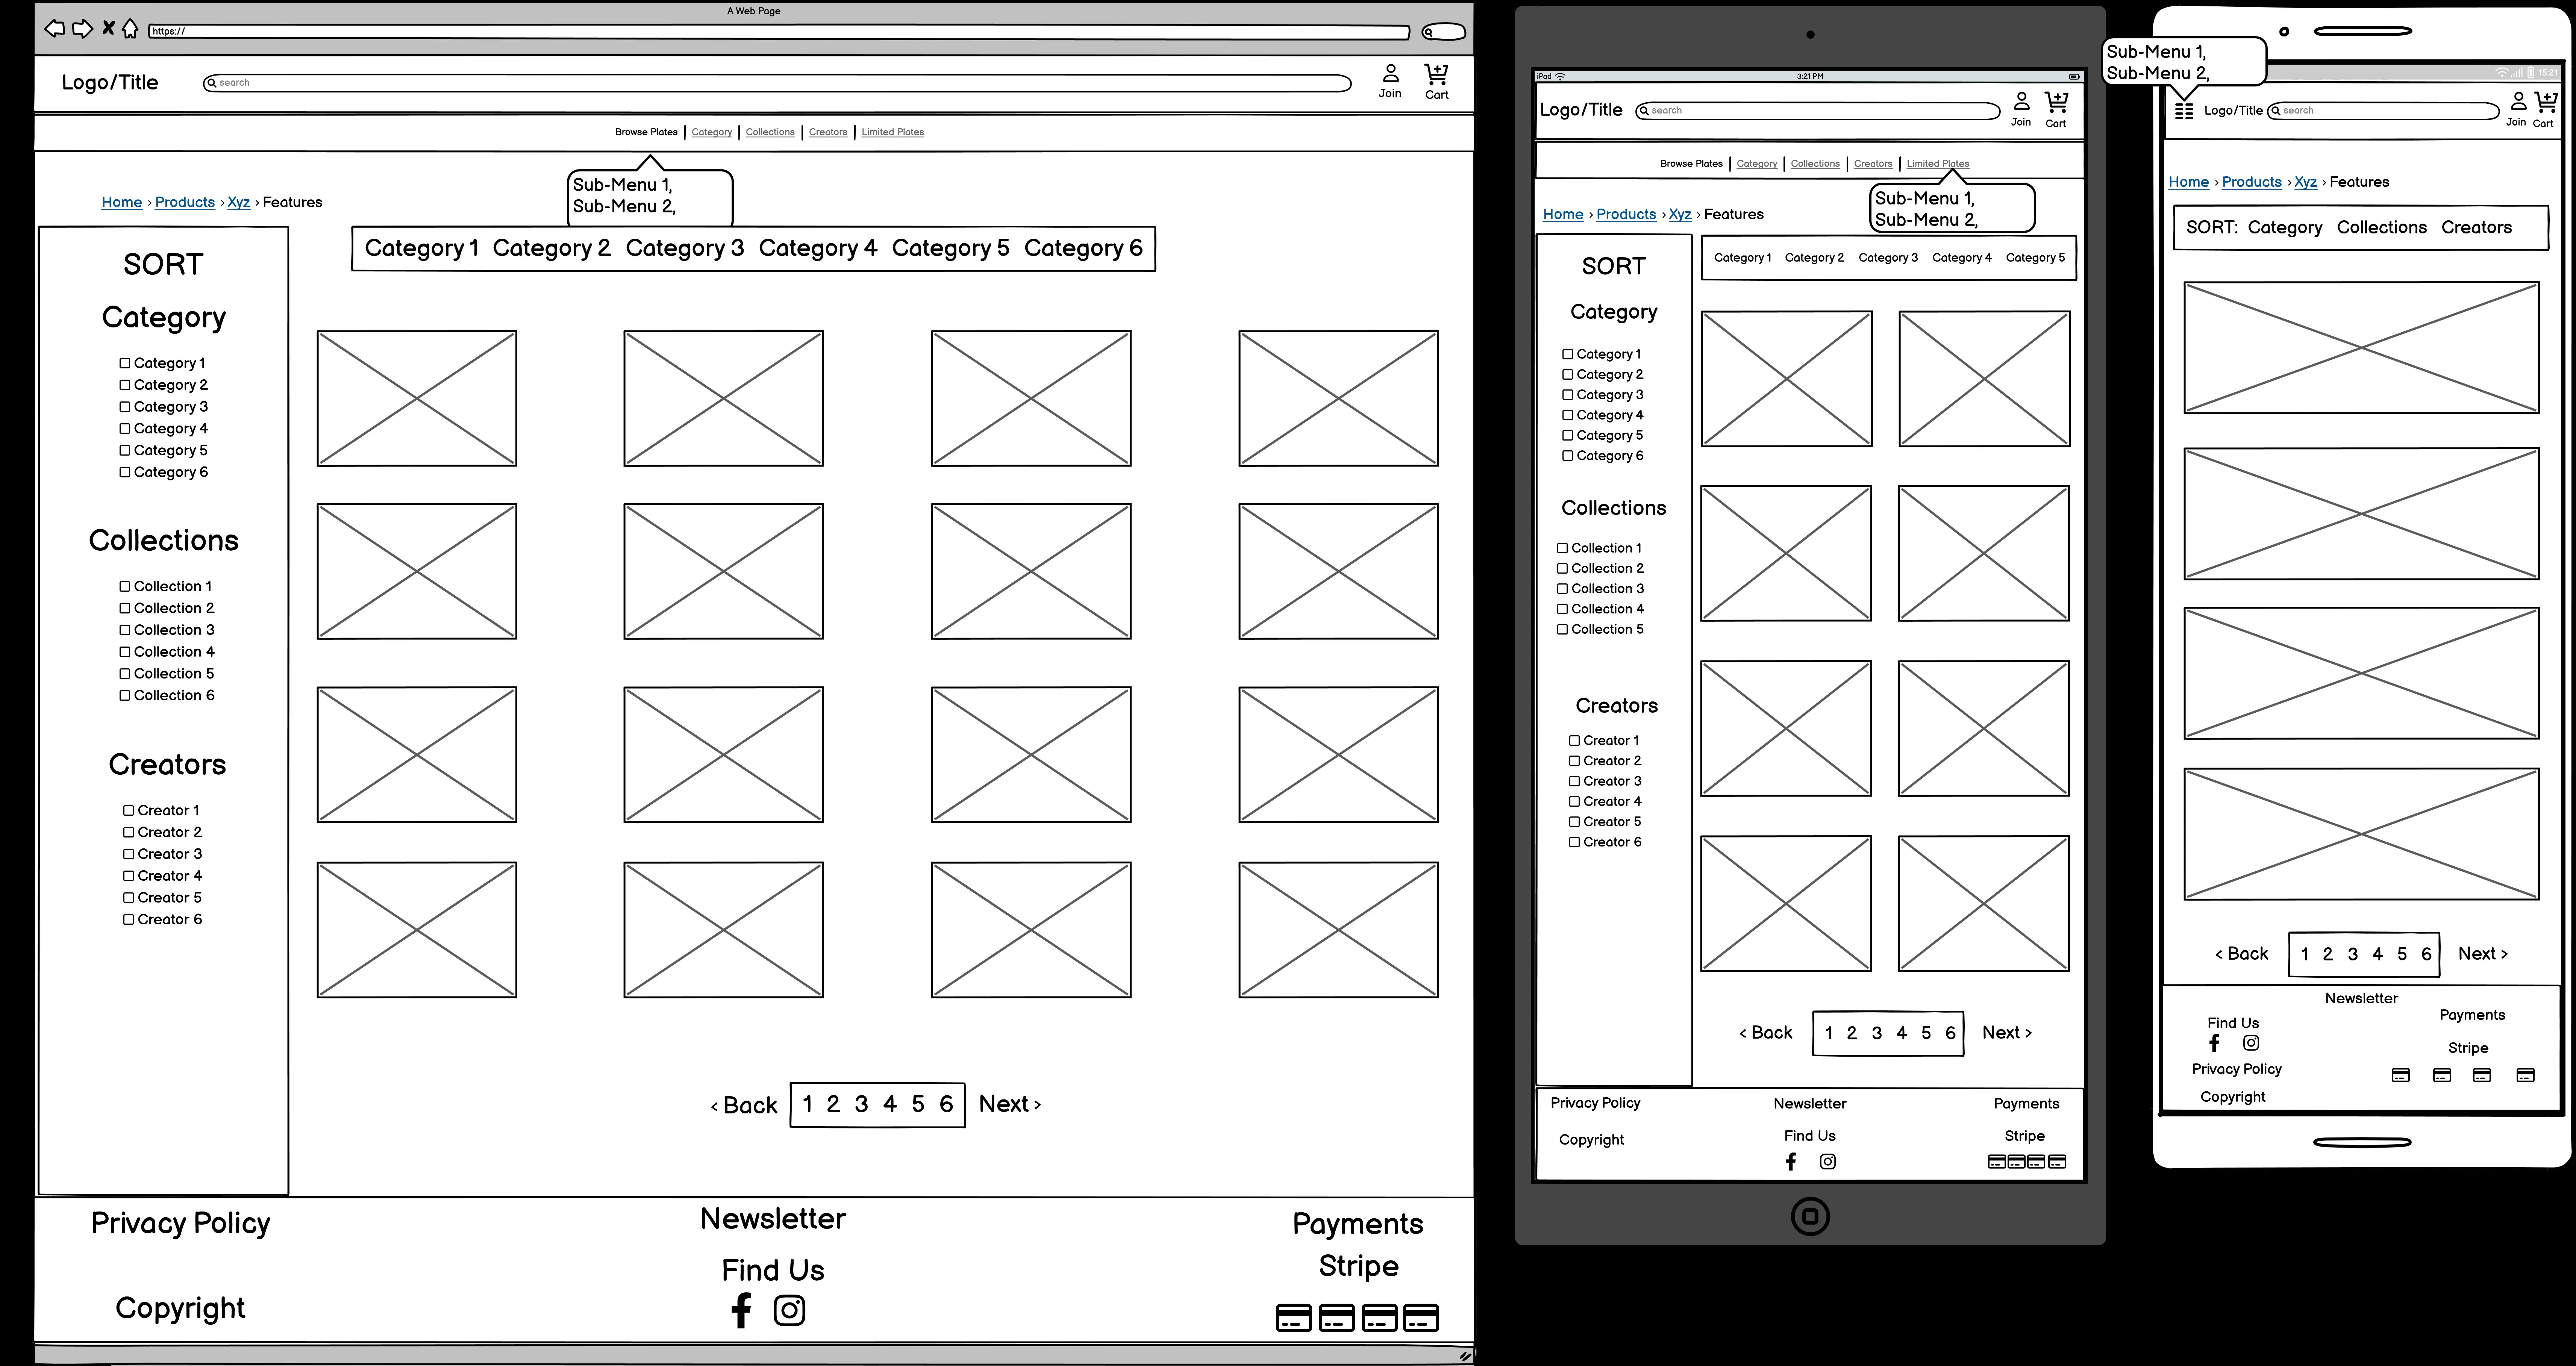 A Web Page
https://
Logo/Title
search
Join
Cart
Browse Plates | Category | Collections | Creators | Limited Plates
Sub-Menu 1,
Sub-Menu 2,
Home > Products > Xyz > Features
SORT
Category
Category 1
Category 2
Category 3
Category 4
Category 5
Category 6
Collections
Collection 1
Collection 2
Collection 3
Collection 4
Collection 5
Collection 6
Creators
Creator 1
Creator 2
Creator 3
Creator 4
Creator 5
Creator 6
Category 1 Category 2 Category 3 Category 4 Category 5 Category 6
< Back 1 2 3 4 5 6 Next >
Privacy Policy
Copyright
Newsletter
Find Us
Payments
Stripe
iPad
3:21 PM
Logo/Title
search
Join
Cart
Browse Plates | Category | Collections | Creators | Limited Plates
Sub-Menu 1,
Sub-Menu 2,
Home > Products > Xyz > Features
SORT
Category
Category 1
Category 2
Category 3
Category 4
Category 5
Category 6
Collections
Collection 1
Collection 2
Collection 3
Collection 4
Collection 5
Creators
Creator 1
Creator 2
Creator 3
Creator 4
Creator 5
Creator 6
Category 1 Category 2 Category 3 Category 4 Category 5
< Back 1 2 3 4 5 6 Next >
Privacy Policy
Copyright
Newsletter
Find Us
Payments
Stripe
Sub-Menu 1,
Sub-Menu 2,
15:21
Logo/Title
search
Join
Cart
Home > Products > Xyz > Features
SORT: Category Collections Creators
< Back 1 2 3 4 5 6 Next >
Newsletter
Find Us
Privacy Policy
Copyright
Payments
Stripe